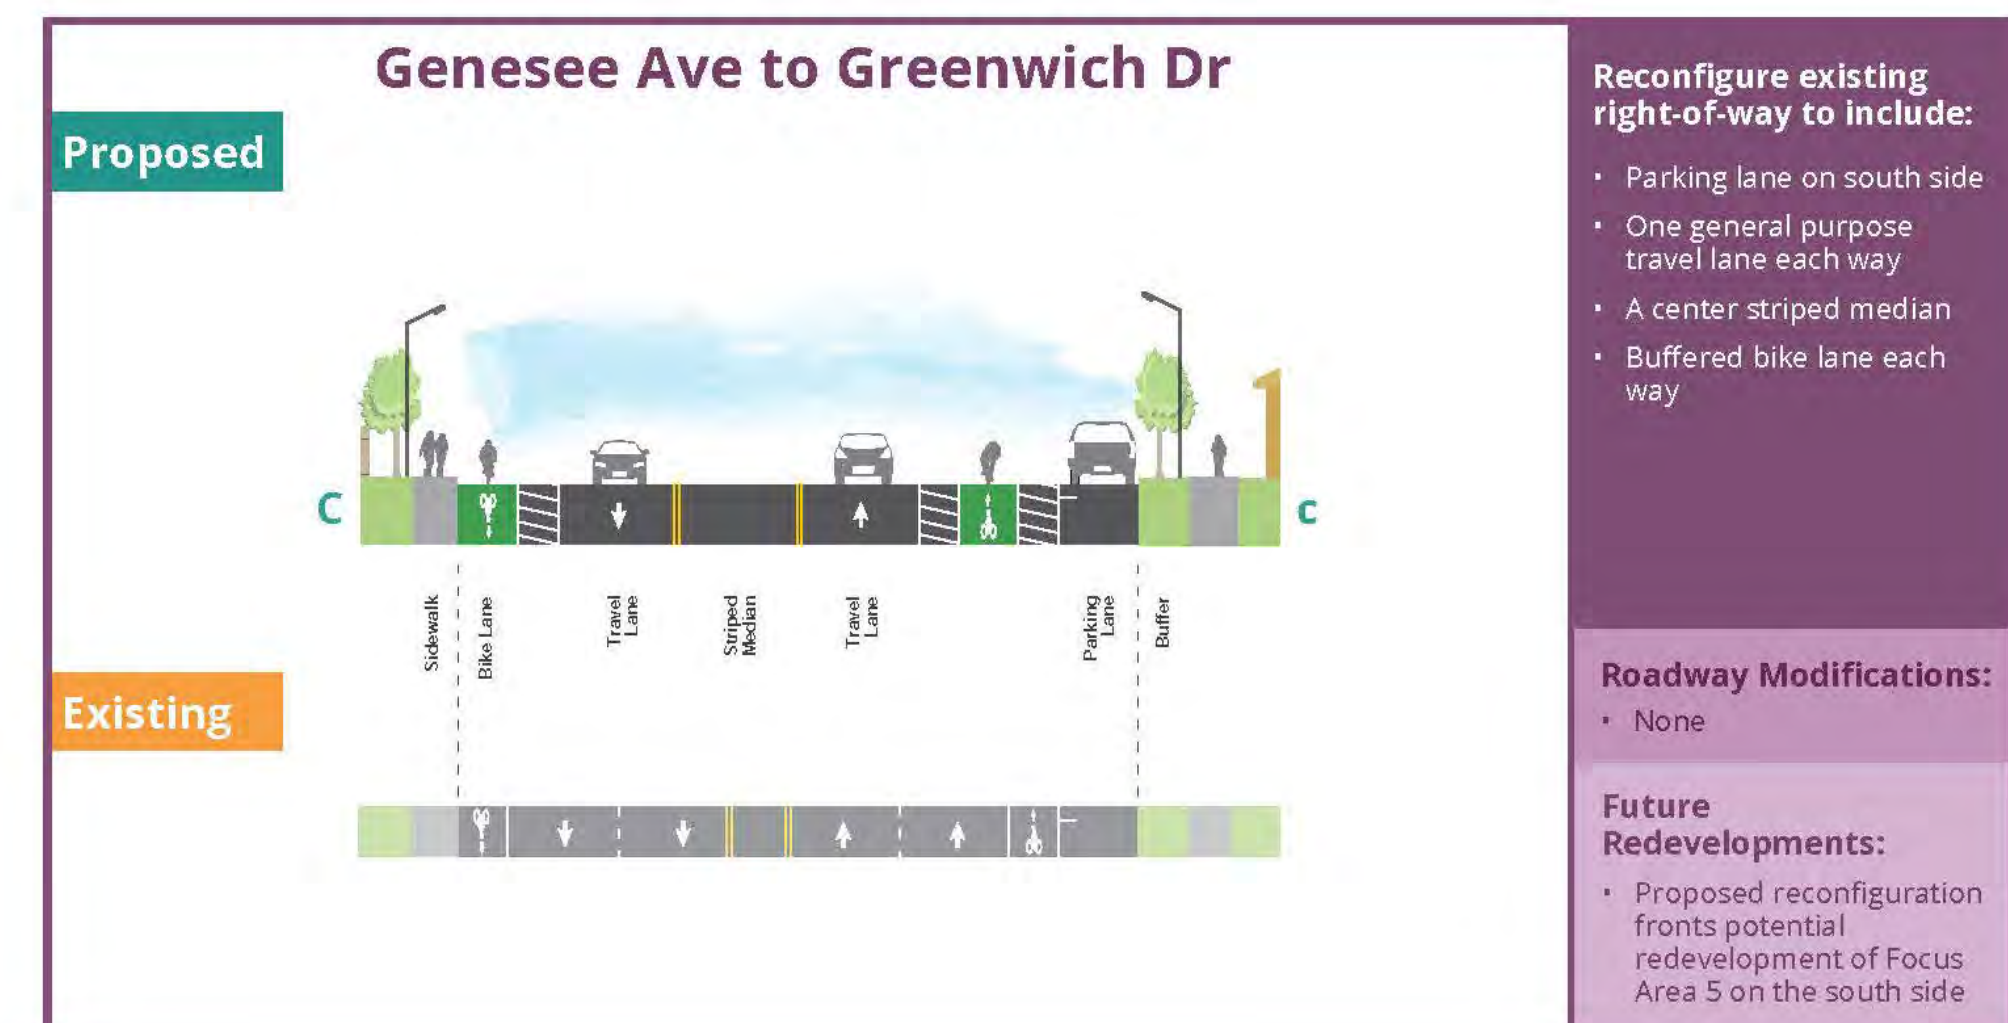 Genesee Ave to Greenwich Dr
Proposed
C
c
Sidewalk
Bike Lane
Travel
Lane
Striped
Median
Travel
Lane
Parking
Lane
Buffer
Existing
Reconfigure existing
right-of-way to include:
· Parking lane on south side
· One general purpose
travel lane each way
· A center striped median
· Buffered bike lane each
way
Roadway Modifications:
· None
Future
Redevelopments:
· Proposed reconfiguration
fronts potential
redevelopment of Focus
Area 5 on the south side